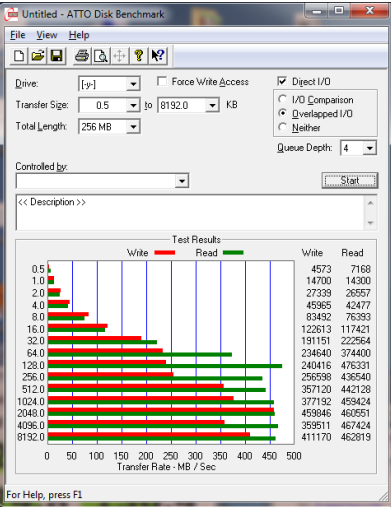 Untitled - ATTO Disk Benchmark
File View Help
Drive: [-y-] Force Write Access Direct I/O
Transfer Size: 0.5 to 8192.0 KB I/O Comparison
Overlapped I/O
Total Length: 256 MB Neither
Queue Depth: 4
Controlled by:
Start
<< Description >>
Test Results
Write Read Write Read
0.5 4573 7168
1.0 14700 14300
2.0 27339 26557
4.0 45965 42477
8.0 83492 76393
16.0 122613 117421
32.0 191151 222564
64.0 234640 374400
128.0 240416 476331
256.0 256598 436540
512.0 357120 442128
1024.0 377192 459424
2048.0 459846 460551
4096.0 359511 467424
8192.0 411170 462819
0 50 100 150 200 250 300 350 400 450 500
Transfer Rate - MB / Sec
For Help, press F1